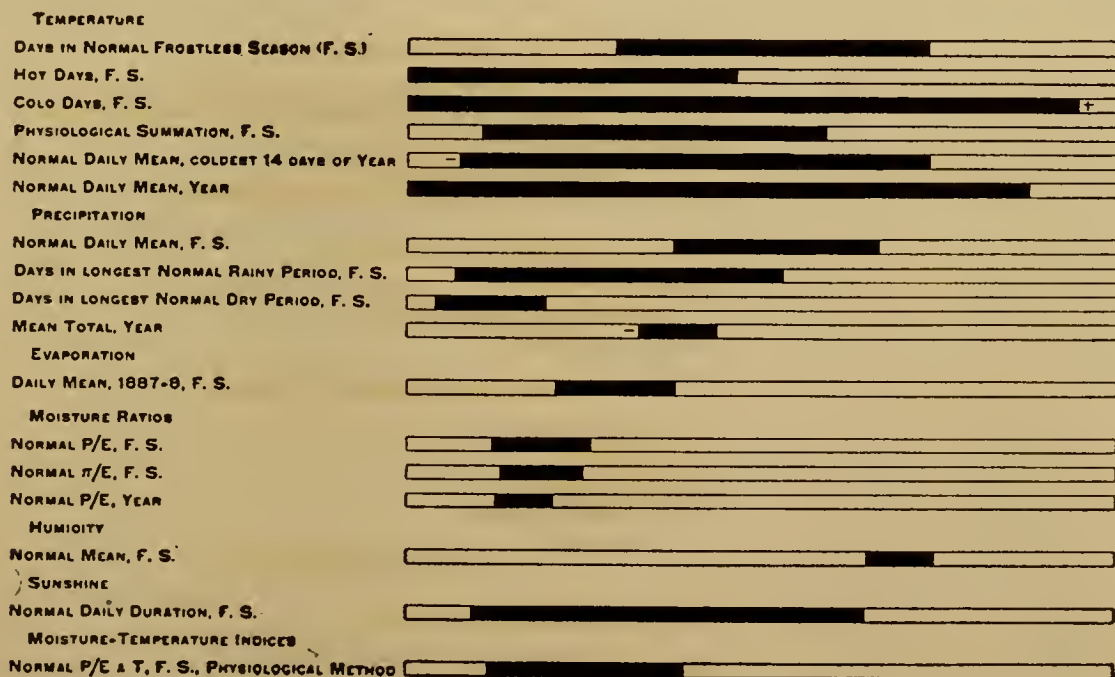 TEMPERATURE
DAYS IN NORMAL FROSTLESS SEASON (F. S.)
HOT DAYS, F. S.
COLD DAYS, F. S.
+
PHYSIOLOGICAL SUMMATION, F. S.
NORMAL DAILY MEAN, COLDEST 14 DAYS OF YEAR
−
NORMAL DAILY MEAN, YEAR
PRECIPITATION
NORMAL DAILY MEAN, F. S.
DAYS IN LONGEST NORMAL RAINY PERIOD, F. S.
DAYS IN LONGEST NORMAL DRY PERIOD, F. S.
MEAN TOTAL, YEAR
−
EVAPORATION
DAILY MEAN, 1887-8, F. S.
MOISTURE RATIOS
NORMAL P/E, F. S.
NORMAL π/E, F. S.
NORMAL P/E, YEAR
HUMIDITY
NORMAL MEAN, F. S.
SUNSHINE
NORMAL DAILY DURATION, F. S.
MOISTURE-TEMPERATURE INDICES
NORMAL P/E & T, F. S., PHYSIOLOGICAL METHOD